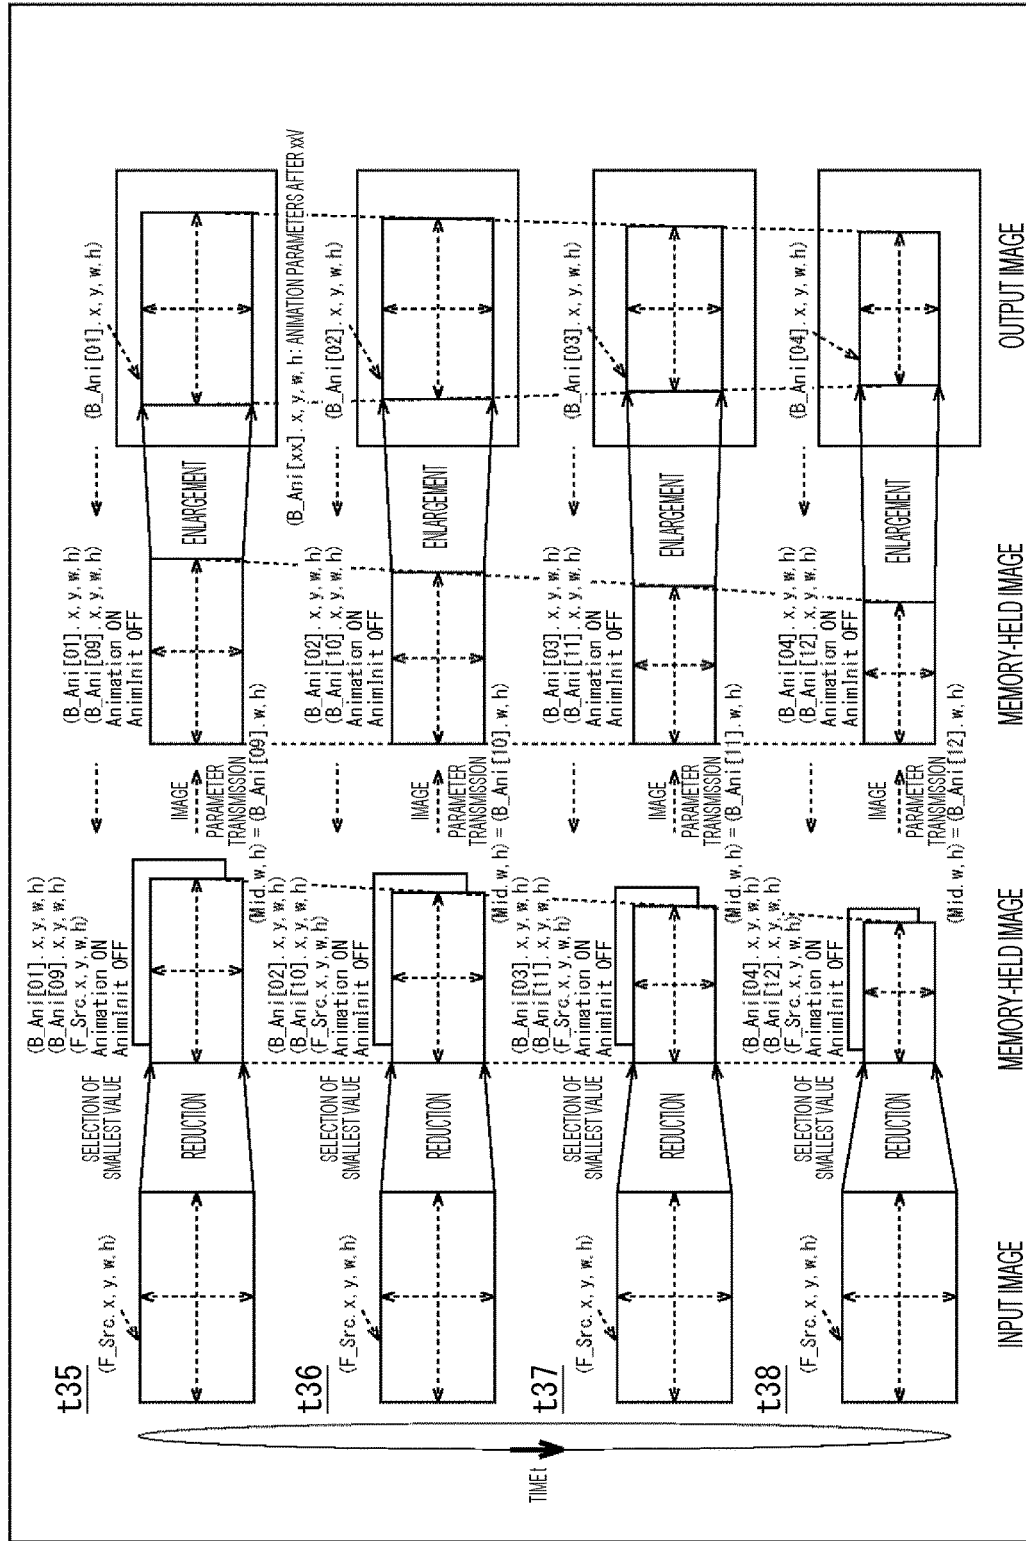 t35
(F_Src. x, y, w, h)
SELECTION OF
SMALLEST VALUE
REDUCTION
(B_Ani[01]. x, y, w, h)
(B_Ani[09]. x, y, w, h)
(F_Src. x, y, w, h)
Animation ON
AnimInit OFF
IMAGE
PARAMETER
TRANSMISSION
(Mid. w, h) = (B_Ani[09]. w, h)
(B_Ani[01]. x, y, w, h)
(B_Ani[09]. x, y, w, h)
Animation ON
AnimInit OFF
ENLARGEMENT
(B_Ani[01]. x, y, w, h)
(B_Ani[xx]. x, y, w, h: ANIMATION PARAMETERS AFTER xxV
t36
(F_Src. x, y, w, h)
SELECTION OF
SMALLEST VALUE
REDUCTION
(B_Ani[02]. x, y, w, h)
(B_Ani[10]. x, y, w, h)
(F_Src. x, y, w, h)
Animation ON
AnimInit OFF
IMAGE
PARAMETER
TRANSMISSION
(Mid. w, h) = (B_Ani[10]. w, h)
(B_Ani[02]. x, y, w, h)
(B_Ani[10]. x, y, w, h)
Animation ON
AnimInit OFF
ENLARGEMENT
(B_Ani[02]. x, y, w, h)
t37
(F_Src. x, y, w, h)
SELECTION OF
SMALLEST VALUE
REDUCTION
(B_Ani[03]. x, y, w, h)
(B_Ani[11]. x, y, w, h)
(F_Src. x, y, w, h)
Animation ON
AnimInit OFF
IMAGE
PARAMETER
TRANSMISSION
(Mid. w, h) = (B_Ani[11]. w, h)
(B_Ani[03]. x, y, w, h)
(B_Ani[11]. x, y, w, h)
Animation ON
AnimInit OFF
ENLARGEMENT
(B_Ani[03]. x, y, w, h)
t38
(F_Src. x, y, w, h)
SELECTION OF
SMALLEST VALUE
REDUCTION
(B_Ani[04]. x, y, w, h)
(B_Ani[12]. x, y, w, h)
(F_Src. x, y, w, h)
Animation ON
AnimInit OFF
IMAGE
PARAMETER
TRANSMISSION
(Mid. w, h) = (B_Ani[12]. w, h)
(B_Ani[04]. x, y, w, h)
(B_Ani[12]. x, y, w, h)
Animation ON
AnimInit OFF
ENLARGEMENT
(B_Ani[04]. x, y, w, h)
TIME t
INPUT IMAGE
MEMORY-HELD IMAGE
MEMORY-HELD IMAGE
OUTPUT IMAGE